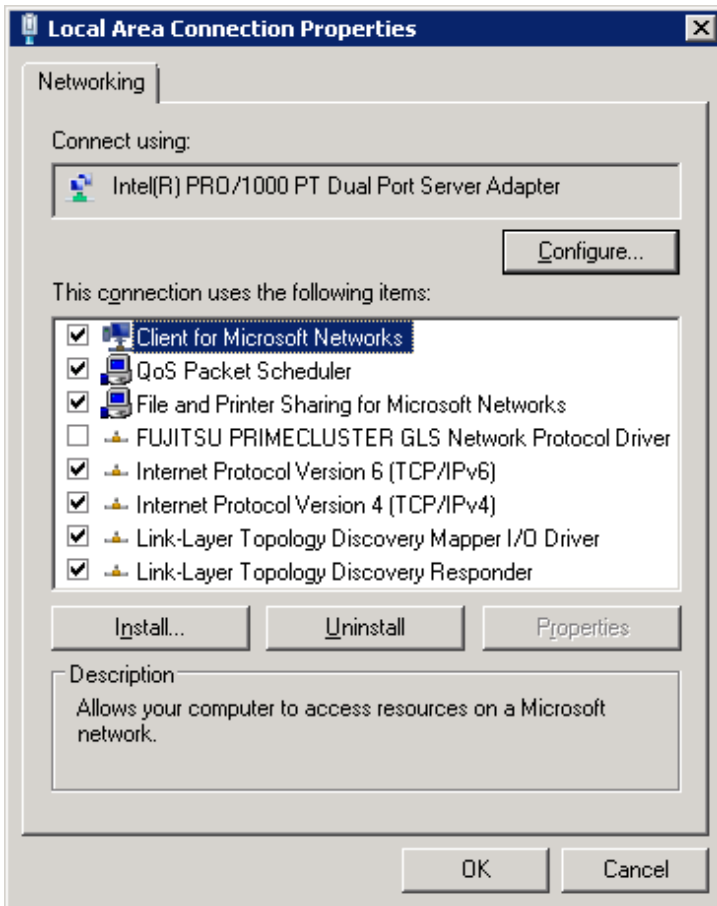 Local Area Connection Properties
Networking
Connect using:
Intel(R) PRO/1000 PT Dual Port Server Adapter
Configure...
This connection uses the following items:
Client for Microsoft Networks
QoS Packet Scheduler
File and Printer Sharing for Microsoft Networks
FUJITSU PRIMECLUSTER GLS Network Protocol Driver
Internet Protocol Version 6 (TCP/IPv6)
Internet Protocol Version 4 (TCP/IPv4)
Link-Layer Topology Discovery Mapper I/O Driver
Link-Layer Topology Discovery Responder
Install... Uninstall Properties
Description
Allows your computer to access resources on a Microsoft
network.
OK Cancel